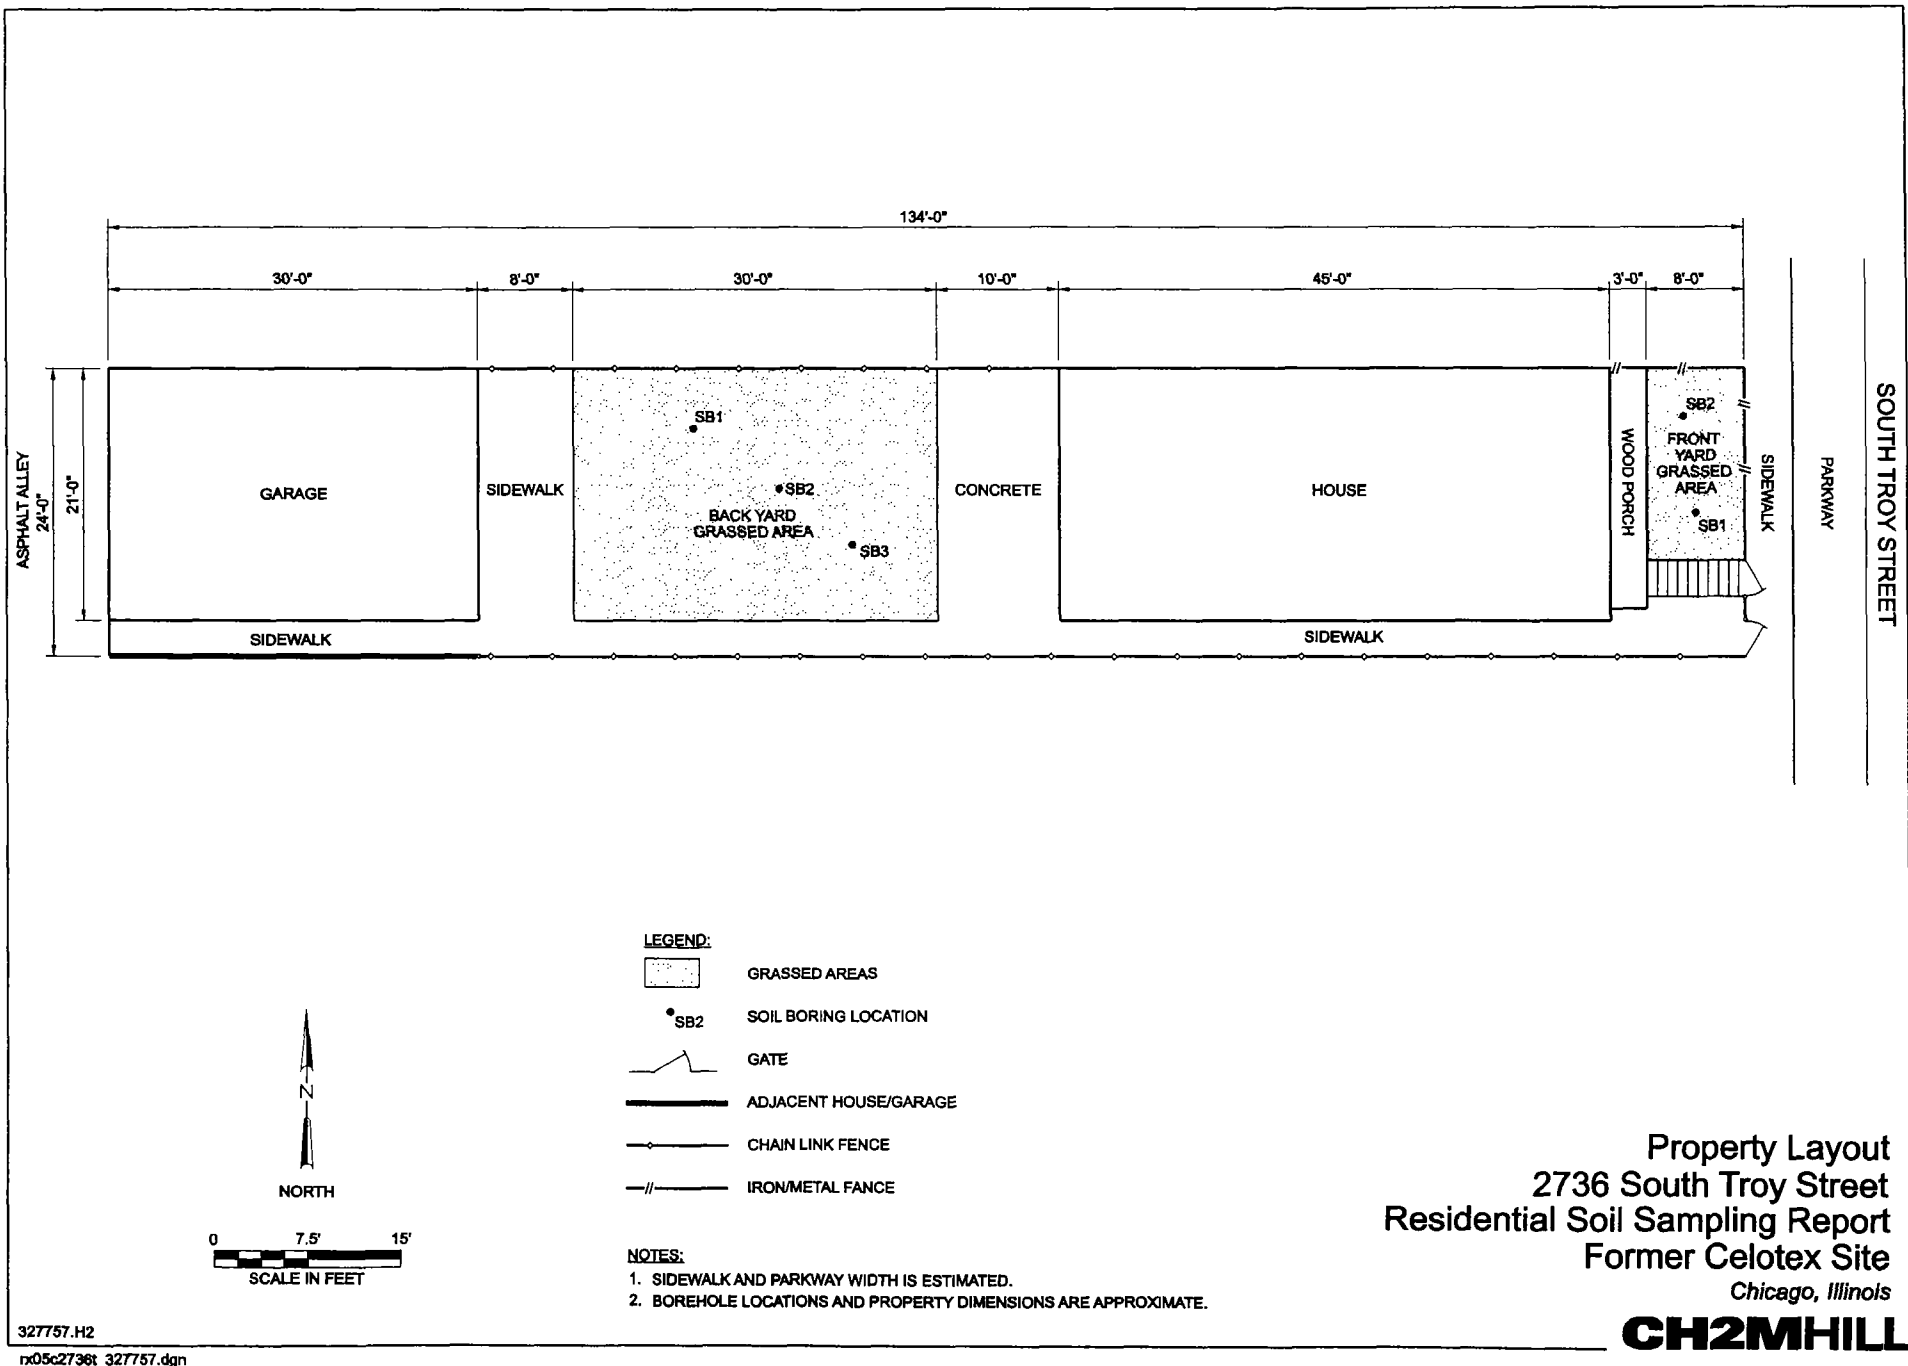 134'-0"
30'-0"
8'-0"
30'-0"
10'-0"
45'-0"
3'-0"
8'-0"
ASPHALT ALLEY
24'-0"
21'-0"
GARAGE
SIDEWALK
SB1
SB2
BACK YARD
GRASSED AREA
SB3
CONCRETE
HOUSE
WOOD PORCH
SB2
FRONT
YARD
GRASSED
AREA
SB1
SIDEWALK
PARKWAY
SOUTH TROY STREET
SIDEWALK
SIDEWALK
LEGEND:
GRASSED AREAS
SB2
SOIL BORING LOCATION
GATE
ADJACENT HOUSE/GARAGE
CHAIN LINK FENCE
IRON/METAL FANCE
N
NORTH
0 7.5' 15'
SCALE IN FEET
NOTES:
1. SIDEWALK AND PARKWAY WIDTH IS ESTIMATED.
2. BOREHOLE LOCATIONS AND PROPERTY DIMENSIONS ARE APPROXIMATE.
Property Layout
2736 South Troy Street
Residential Soil Sampling Report
Former Celotex Site
Chicago, Illinois
CH2MHILL
327757.H2
rx05c2736t_327757.dgn